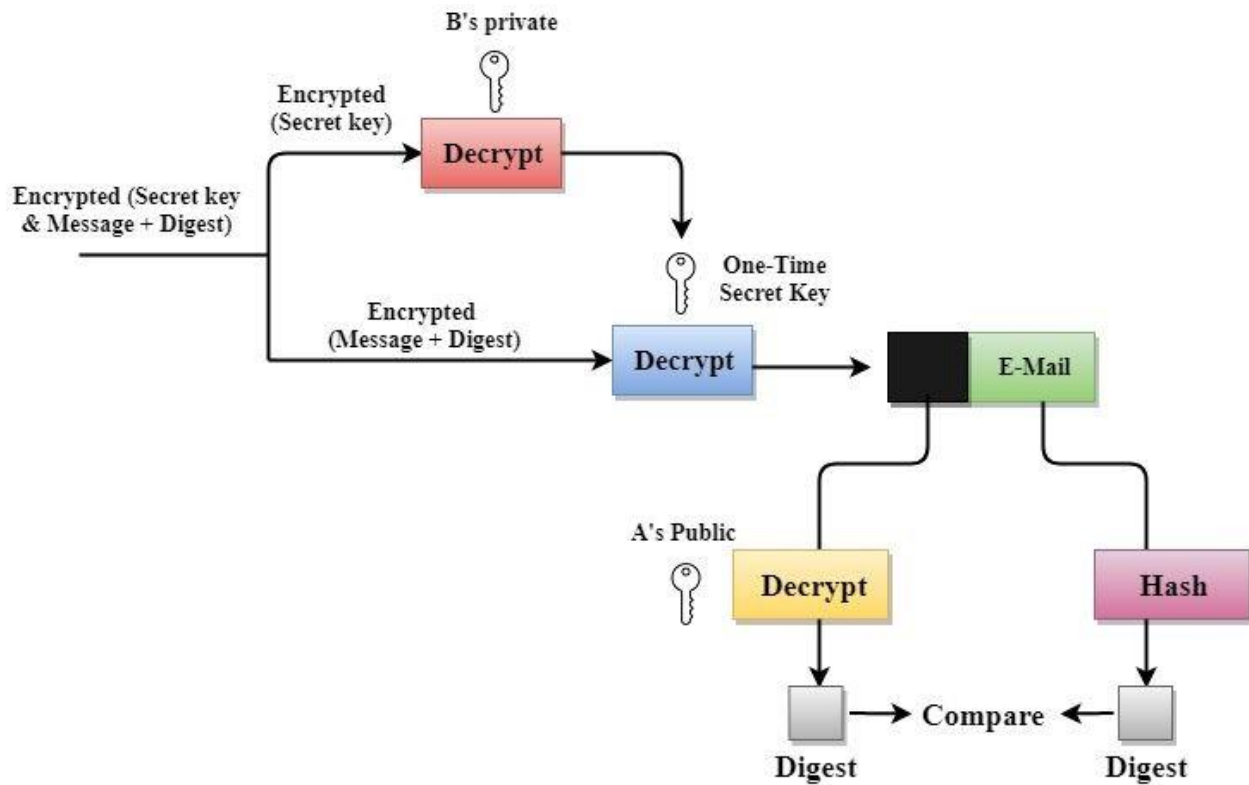 B's private
Encrypted
(Secret key)
Decrypt
Encrypted (Secret key
& Message + Digest)
One-Time
Secret Key
Encrypted
(Message + Digest)
Decrypt
E-Mail
A's Public
Decrypt
Hash
Compare
Digest
Digest